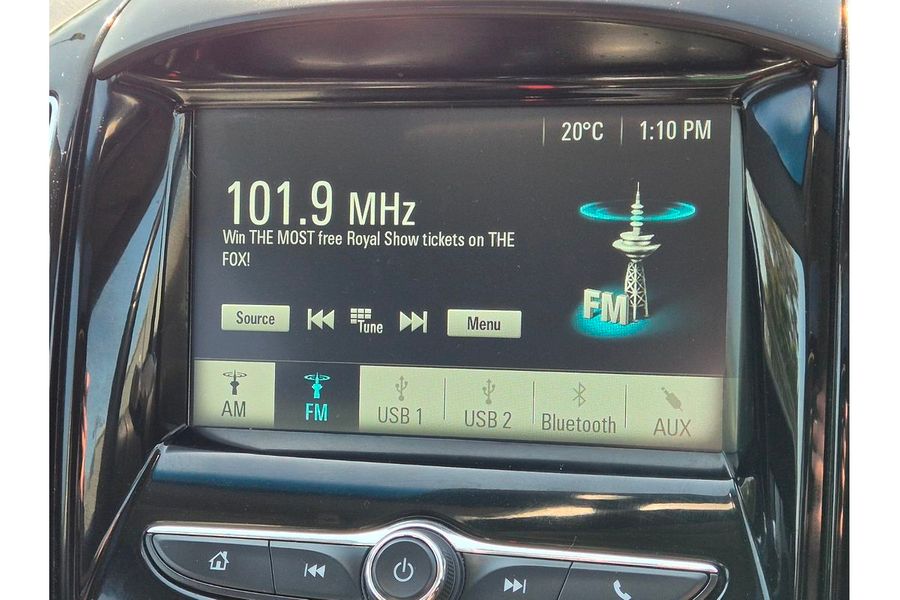 20°C 1:10 PM
101.9 MHz
Win THE MOST free Royal Show tickets on THE
FOX!
FM
Source Tune Menu
AM FM USB 1 USB 2 Bluetooth AUX